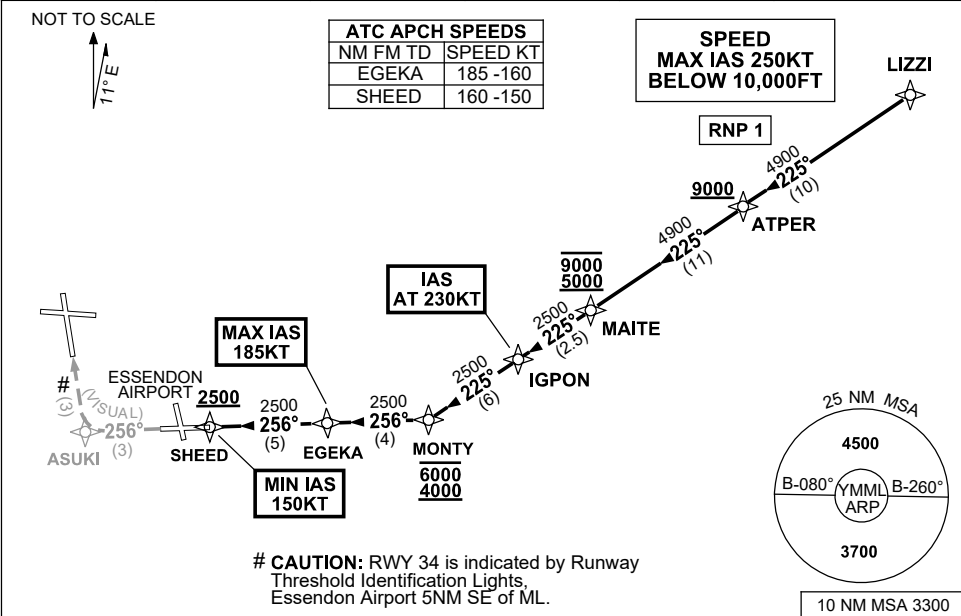 NOT TO SCALE
11° E
ATC APCH SPEEDS
NM FM TD SPEED KT
EGEKA 185 -160
SHEED 160 -150
SPEED
MAX IAS 250KT
BELOW 10,000FT
RNP 1
LIZZI
4900
225°
(10)
9000
ATPER
4900
225°
(11)
9000
5000
MAITE
IAS
AT 230KT
2500
225°
(2.5)
IGPON
2500
225°
(6)
MONTY
6000
4000
MAX IAS
185KT
2500
256°
(4)
EGEKA
2500
256°
(5)
ESSENDON
AIRPORT
2500
SHEED
MIN IAS
150KT
#
(3)
(VISUAL)
256°
(3)
ASUKI
25 NM MSA
4500
B-080°
YMML
ARP
B-260°
3700
10 NM MSA 3300
# CAUTION: RWY 34 is indicated by Runway
Threshold Identification Lights,
Essendon Airport 5NM SE of ML.